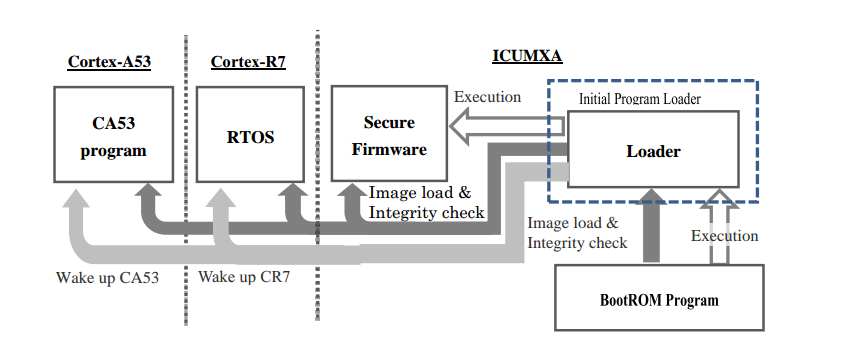 ICUMXA
Cortex-A53
Cortex-R7
Execution
Initial Program Loader
CA53
program
RTOS
Secure
Firmware
Loader
Image load &
Integrity check
Image load &
Integrity check
Execution
Wake up CA53
Wake up CR7
BootROM Program